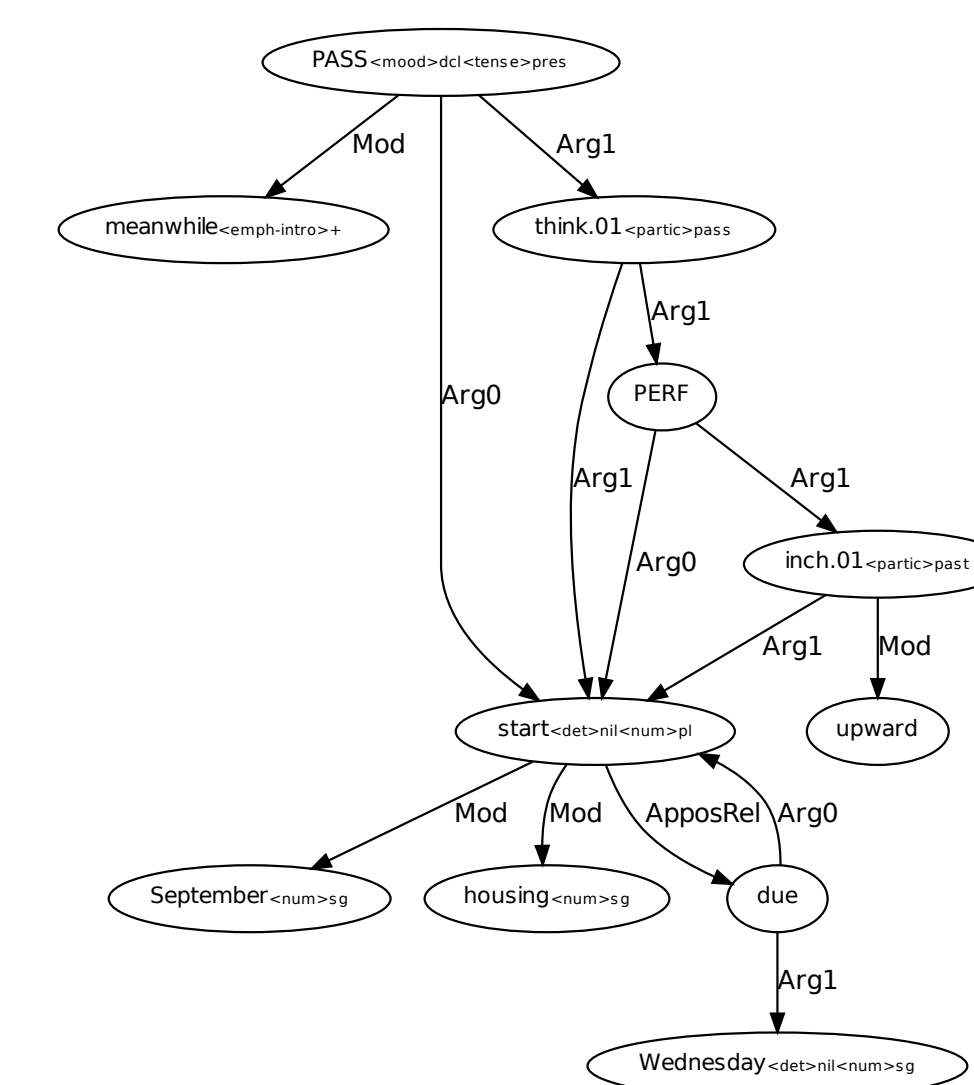 PASS<mood>dcl<tense>pres
Mod
Arg1
meanwhile<emph-intro>+
think.01<partic>pass
Arg1
PERF
Arg0
Arg1
Arg1
Arg0
inch.01<partic>past
Arg1
Mod
start<det>nil<num>pl
upward
Mod
Mod
ApposRel
Arg0
September<num>sg
housing<num>sg
due
Arg1
Wednesday<det>nil<num>sg